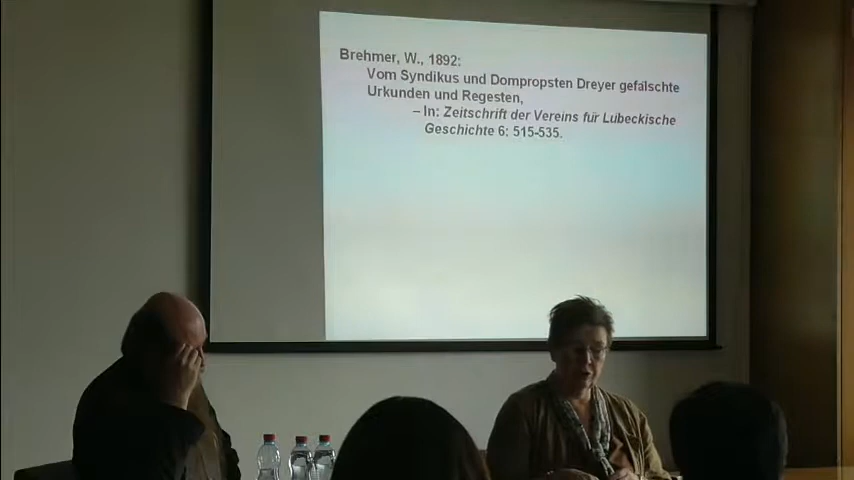 Brehmer, W., 1892:
Vom Syndikus und Dompropsten Dreyer gefälschte
Urkunden und Regesten,
– In: Zeitschrift der Vereins für Lubeckische
Geschichte 6: 515-535.